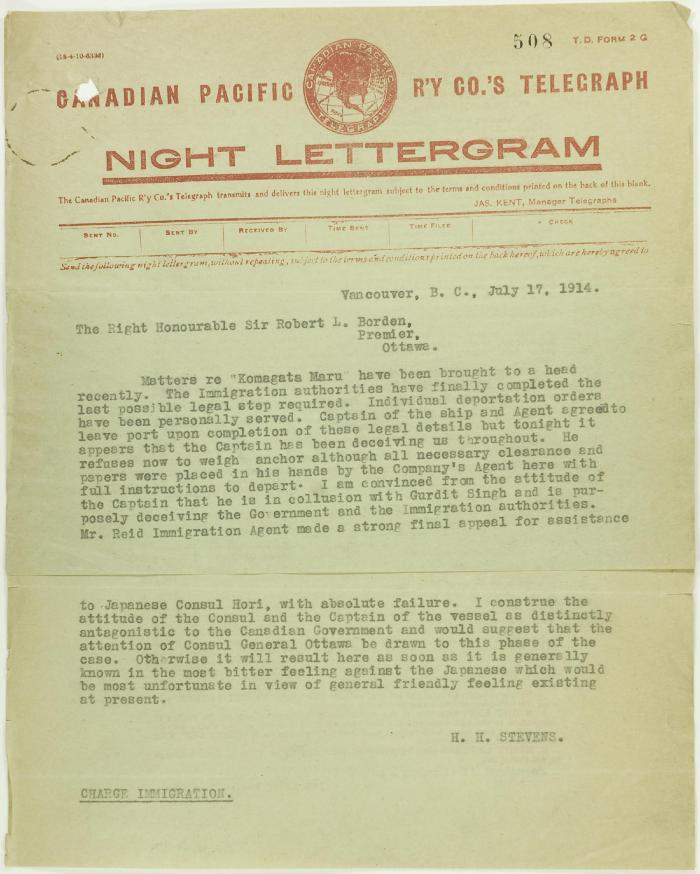 508 T. D. FORM 2 G
(18-4-10-6336)
CANADIAN PACIFIC R'Y CO.'S TELEGRAPH
CANADIAN PACIFIC
TELEGRAPH
NIGHT LETTERGRAM
The Canadian Pacific R'y Co.'s Telegraph transmits and delivers this night lettergram subject to the terms and conditions printed on the back of this blank.
JAS. KENT, Manager Telegraphs
SENT NO. SENT BY RECEIVED BY TIME SENT TIME FILED CHECK
Send the following night lettergram, without repeating, subject to the terms and conditions printed on the back hereof, which are hereby agreed to
Vancouver, B. C., July 17, 1914.
The Right Honourable Sir Robert L. Borden,
Premier,
Ottawa.
Matters re "Komagata Maru" have been brought to a head
recently. The Immigration authorities have finally completed the
last possible legal step required. Individual deportation orders
have been personally served. Captain of the ship and Agent agreedto
leave port upon completion of these legal details but tonight it
appears that the Captain has been deceiving us throughout. He
refuses now to weigh anchor although all necessary clearance and
papers were placed in his hands by the Company's Agent here with
full instructions to depart. I am convinced from the attitude of
the Captain that he is in collusion with Gurdit Singh and is pur-
posely deceiving the Government and the Immigration authorities.
Mr. Reid Immigration Agent made a strong final appeal for assistance
to Japanese Consul Hori, with absolute failure. I construe the
attitude of the Consul and the Captain of the vessel as distinctly
antagonistic to the Canadian Government and would suggest that the
attention of Consul General Ottawa be drawn to this phase of the
case. Otherwise it will result here as soon as it is generally
known in the most bitter feeling against the Japanese which would
be most unfortunate in view of general friendly feeling existing
at present.
H. H. STEVENS.
CHARGE IMMIGRATION.